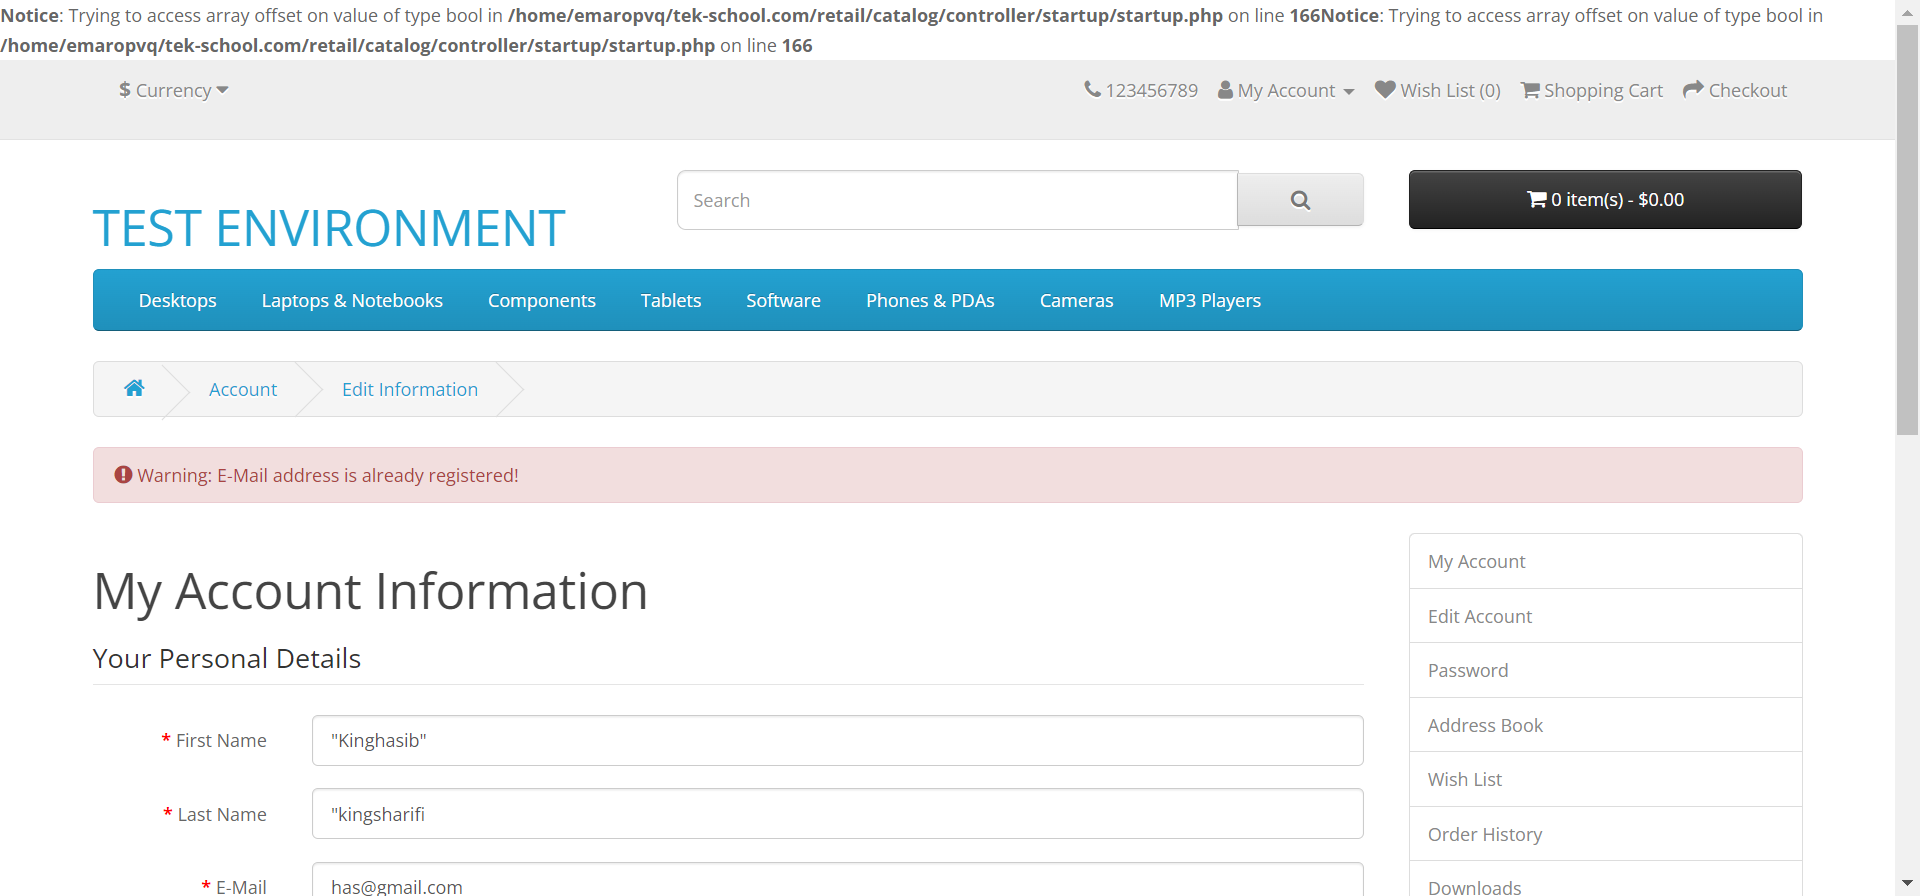 Notice: Trying to access array offset on value of type bool in /home/emaropvq/tek-school.com/retail/catalog/controller/startup/startup.php on line 166Notice: Trying to access array offset on value of type bool in
/home/emaropvq/tek-school.com/retail/catalog/controller/startup/startup.php on line 166
$ Currency
123456789 My Account Wish List (0) Shopping Cart Checkout
TEST ENVIRONMENT
Search
0 item(s) - $0.00
Desktops Laptops & Notebooks Components Tablets Software Phones & PDAs Cameras MP3 Players
Account Edit Information
Warning: E-Mail address is already registered!
My Account Information
Your Personal Details
* First Name "Kinghasib"
* Last Name "kingsharifi
* E-Mail has@gmail.com
My Account
Edit Account
Password
Address Book
Wish List
Order History
Downloads